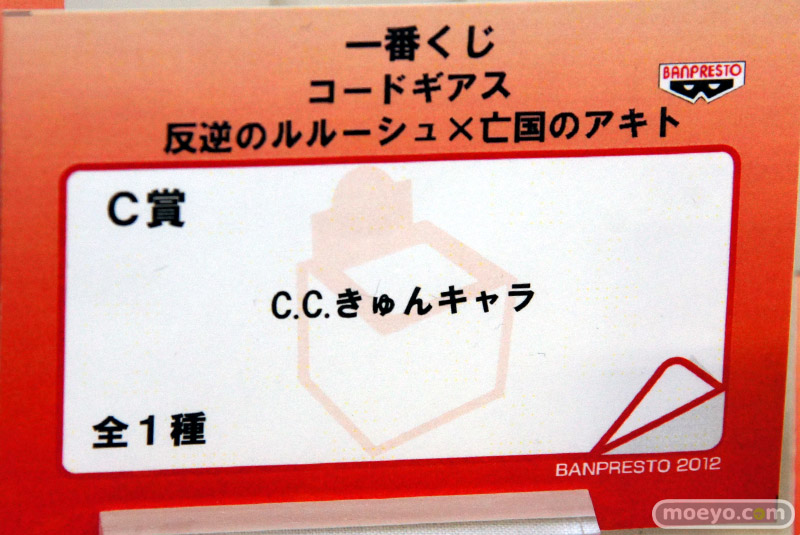 一番くじ
コードギアス
BANPRESTO
反逆のルルーシュ×亡国のアキト
C賞
C.C.きゅんキャラ
全1種
BANPRESTO 2012
moeyo.com